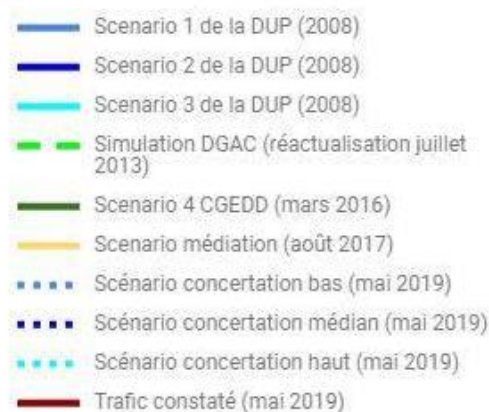 Scenario 1 de la DUP (2008)
Scenario 2 de la DUP (2008)
Scenario 3 de la DUP (2008)
Simulation DGAC (réactualisation juillet
2013)
Scenario 4 CGEDD (mars 2016)
Scenario médiation (août 2017)
Scénario concertation bas (mai 2019)
Scénario concertation médian (mai 2019)
Scénario concertation haut (mai 2019)
Trafic constaté (mai 2019)